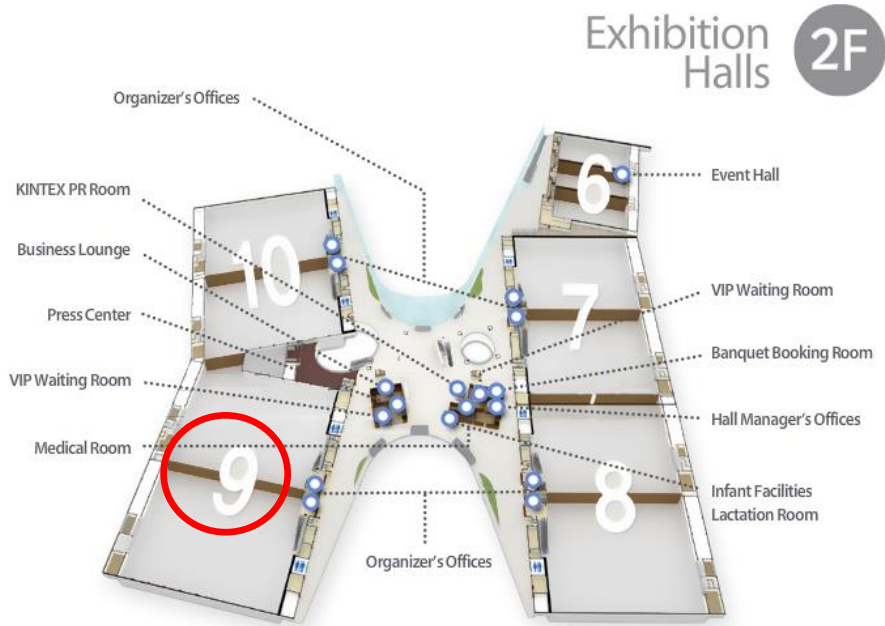 Exhibition
Halls
2F
Organizer's Offices
KINTEX PR Room
Business Lounge
Press Center
VIP Waiting Room
Medical Room
Event Hall
VIP Waiting Room
Banquet Booking Room
Hall Manager's Offices
Infant Facilities
Lactation Room
Organizer's Offices
6
10
7
9
8